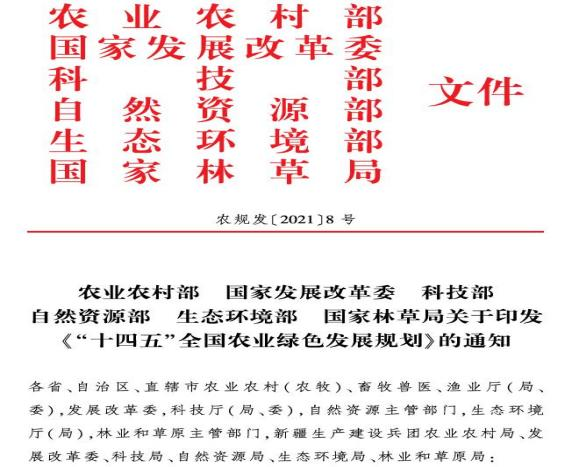 农业农村部
国家发展改革委
科技部
自然资源部
生态环境部
国家林草局
文件
农规发〔2021〕8 号
农业农村部 国家发展改革委 科技部
自然资源部 生态环境部 国家林草局关于印发
《“十四五”全国农业绿色发展规划》的通知
各省、自治区、直辖市农业农村(农牧)、畜牧兽医、渔业厅(局、
委),发展改革委,科技厅(局、委),自然资源主管部门,生态环境
厅(局),林业和草原主管部门,新疆生产建设兵团农业农村局、发
展改革委、科技局、自然资源局、生态环境局、林业和草原局: